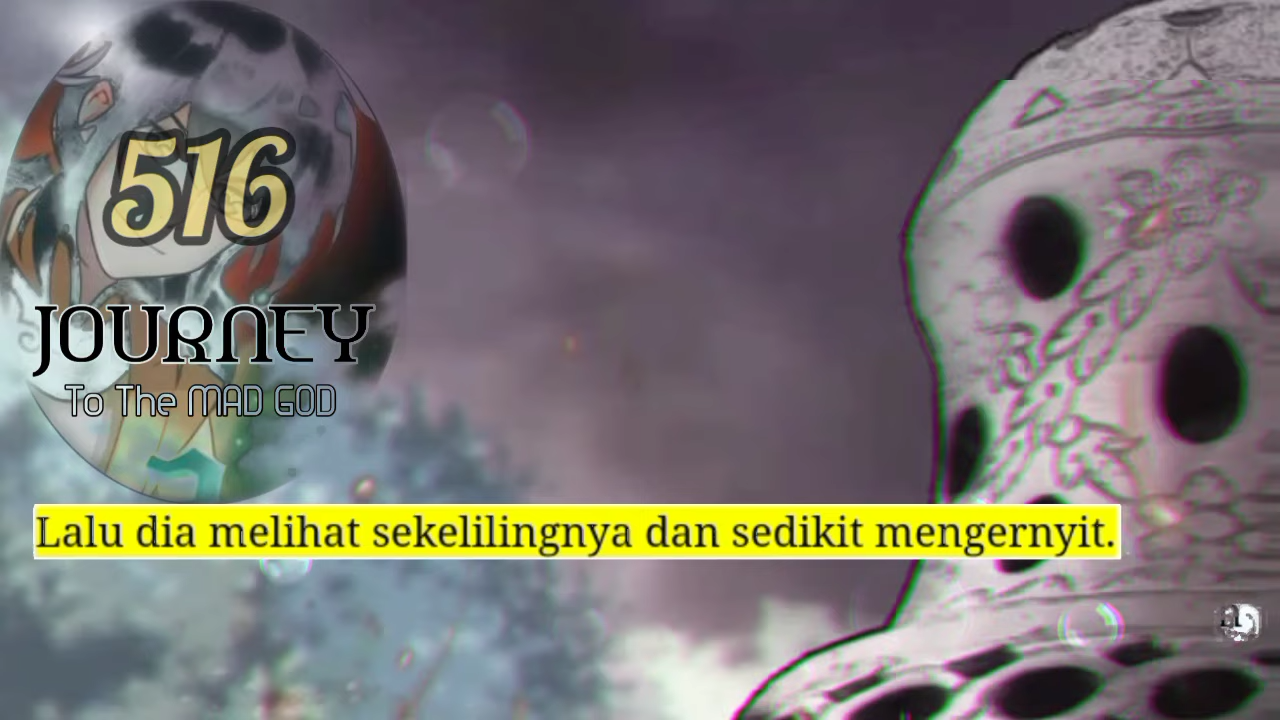 516
JOURNEY
To The MAD GOD
Lalu dia melihat sekelilingnya dan sedikit mengernyit.